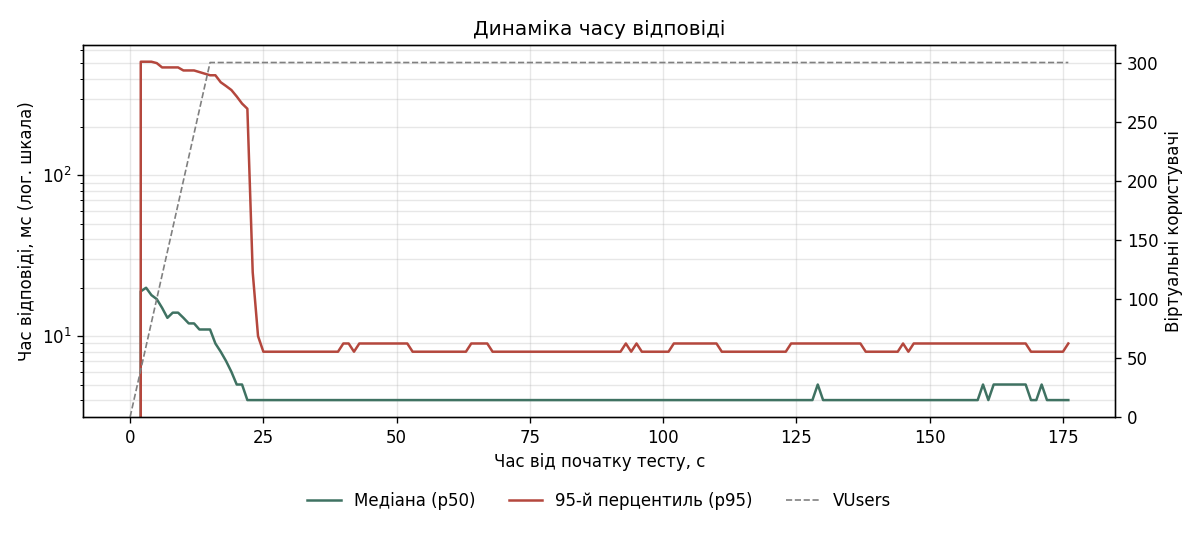 Динаміка часу відповіді
Час відповіді, мс (лог. шкала)
10²
10¹
300
250
200
150
100
50
0
Віртуальні користувачі
0 25 50 75 100 125 150 175
Час від початку тесту, с
Медіана (p50) 95-й перцентиль (p95) VUsers